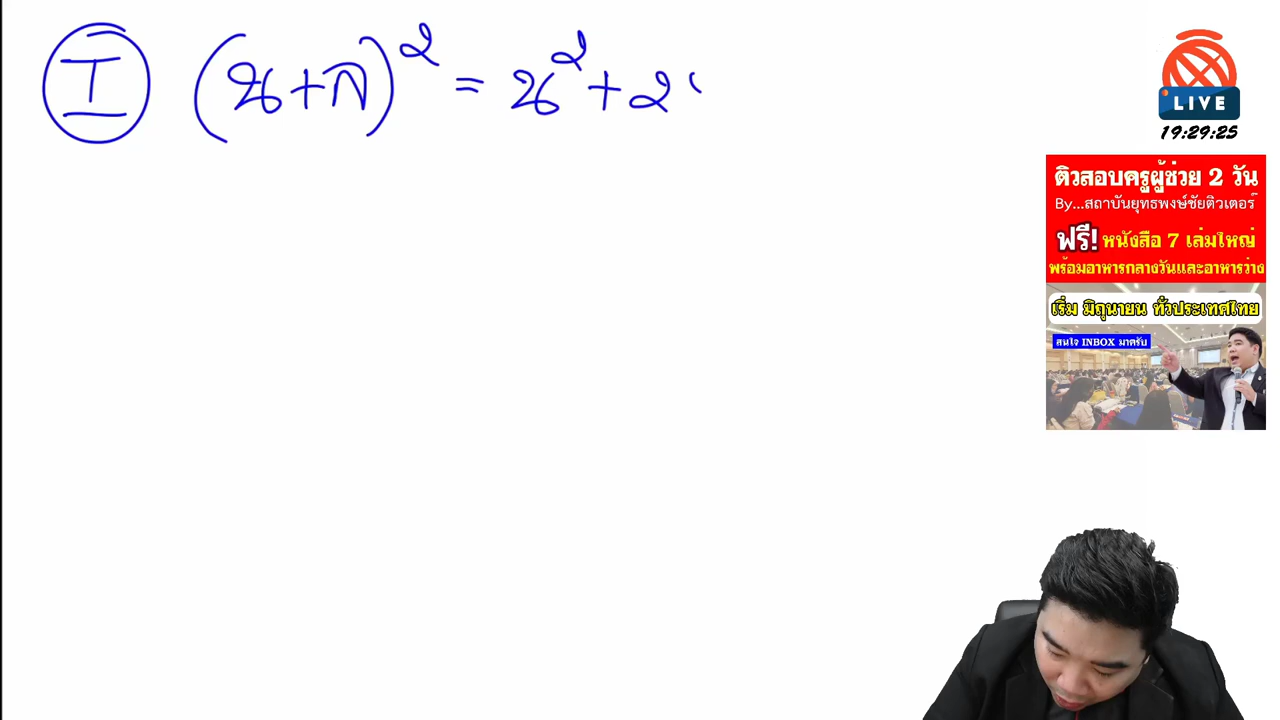 I (น+ล)² = น² + 2
LIVE
19:29:25
ติวสอบครูผู้ช่วย 2 วัน
By...สถาบันยุทธพงษ์ชัยติวเตอร์
ฟรี! หนังสือ 7 เล่มใหญ่
พร้อมอาหารกลางวันและอาหารว่าง
เริ่ม มิถุนายน ทั่วประเทศไทย
สนใจ INBOX มาครับ